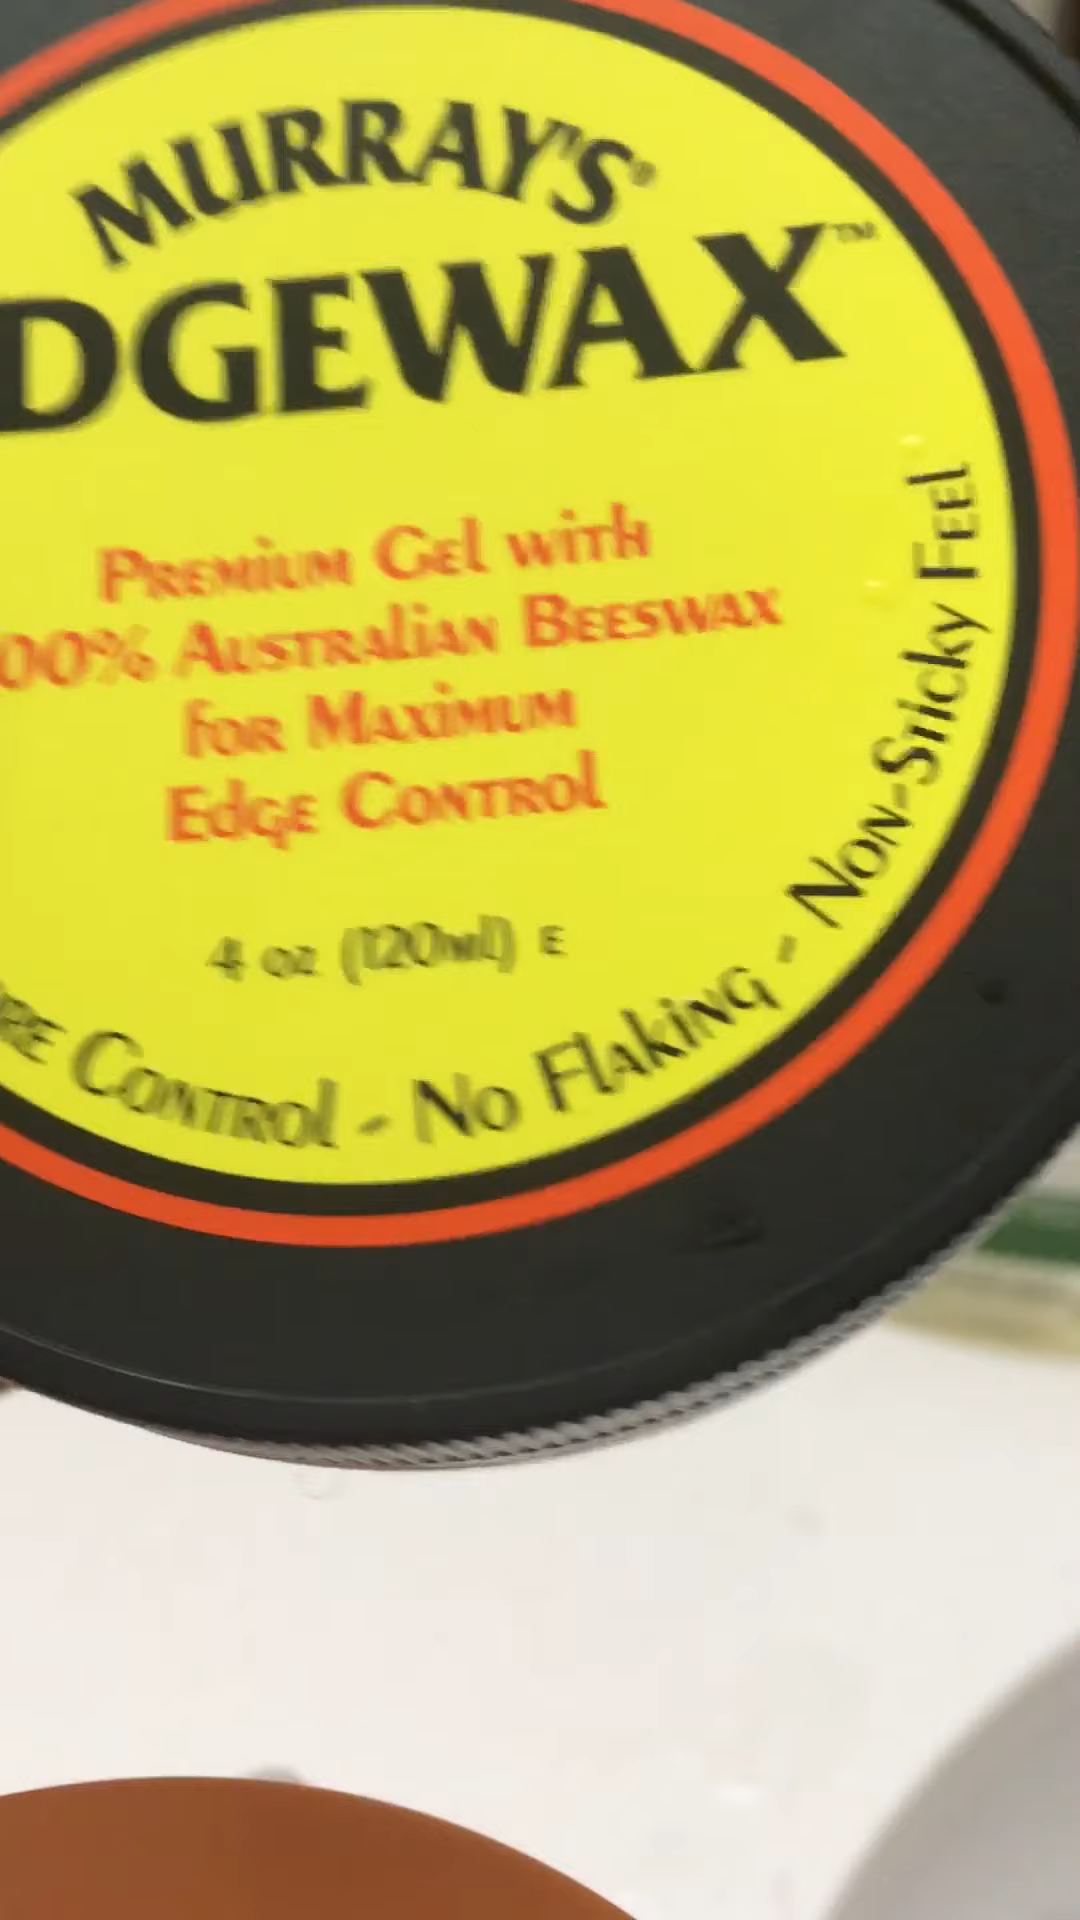 MURRAY'S®
DGEWAX™
PREMIUM GEL WITH
00% AUSTRALIAN BEESWAX
FOR MAXIMUM
EDGE CONTROL
4 oz (120ml) e
RE CONTROL - NO FLAKING - NON-STICKY FEEL